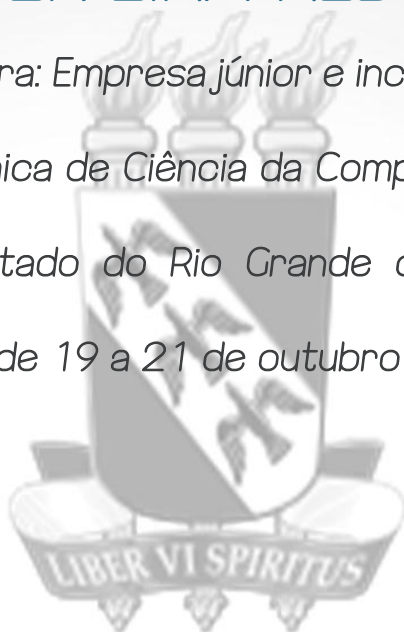 ra: Empresa júnior e inc
ica de Ciência da Comp
tado do Rio Grande
de 19 a 21 de outubro
LIBER VI SPIRITUS